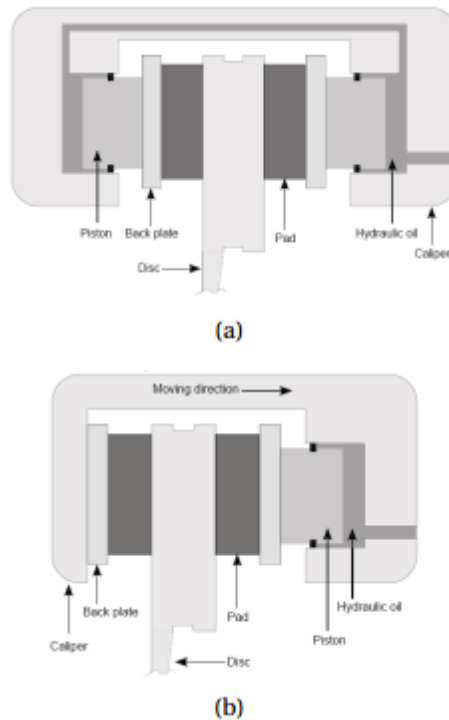 Piston
Back plate
Pad
Hydraulic oil
Caliper
Disc
(a)
Moving direction
Back plate
Pad
Hydraulic oil
Caliper
Piston
Disc
(b)